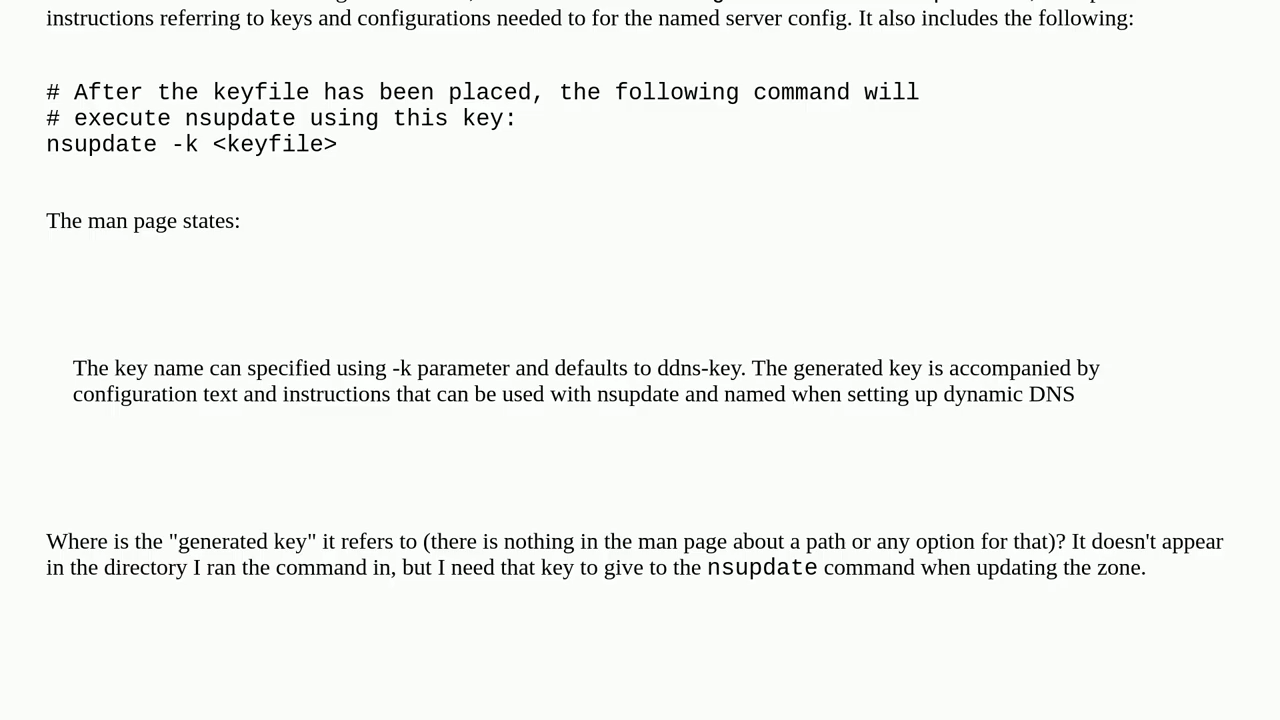 instructions referring to keys and configurations needed to for the named server config. It also includes the following:
# After the keyfile has been placed, the following command will
# execute nsupdate using this key:
nsupdate -k <keyfile>
The man page states:
The key name can specified using -k parameter and defaults to ddns-key. The generated key is accompanied by
configuration text and instructions that can be used with nsupdate and named when setting up dynamic DNS
Where is the "generated key" it refers to (there is nothing in the man page about a path or any option for that)? It doesn't appear
in the directory I ran the command in, but I need that key to give to the nsupdate command when updating the zone.